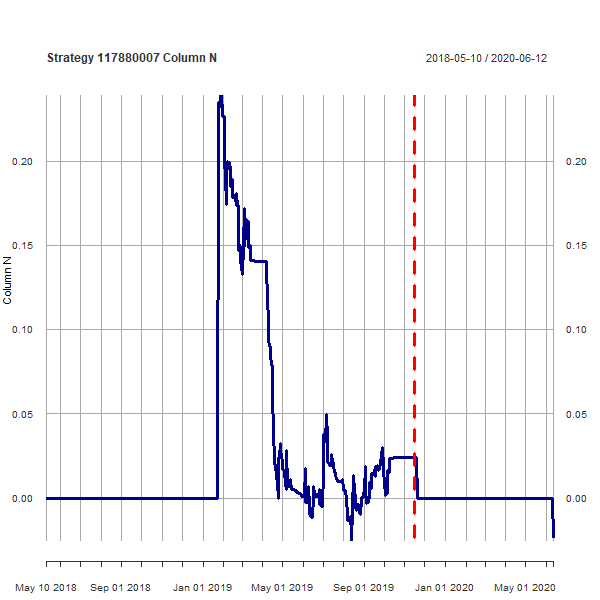 Strategy 117880007 Column N 2018-05-10 / 2020-06-12
0.20 0.20
0.15 0.15
Column N
0.10 0.10
0.05 0.05
0.00 0.00
May 10 2018 Sep 01 2018 Jan 01 2019 May 01 2019 Sep 01 2019 Jan 01 2020 May 01 2020